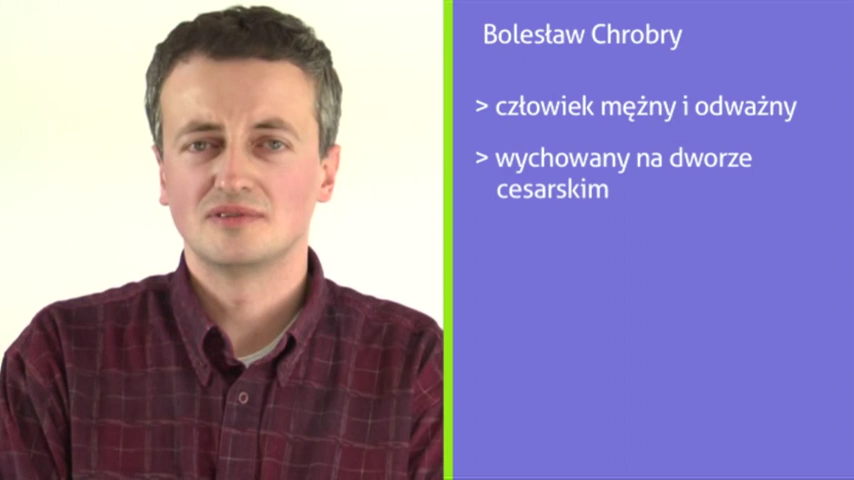 Bolesław Chrobry
> człowiek mężny i odważny
> wychowany na dworze
cesarskim